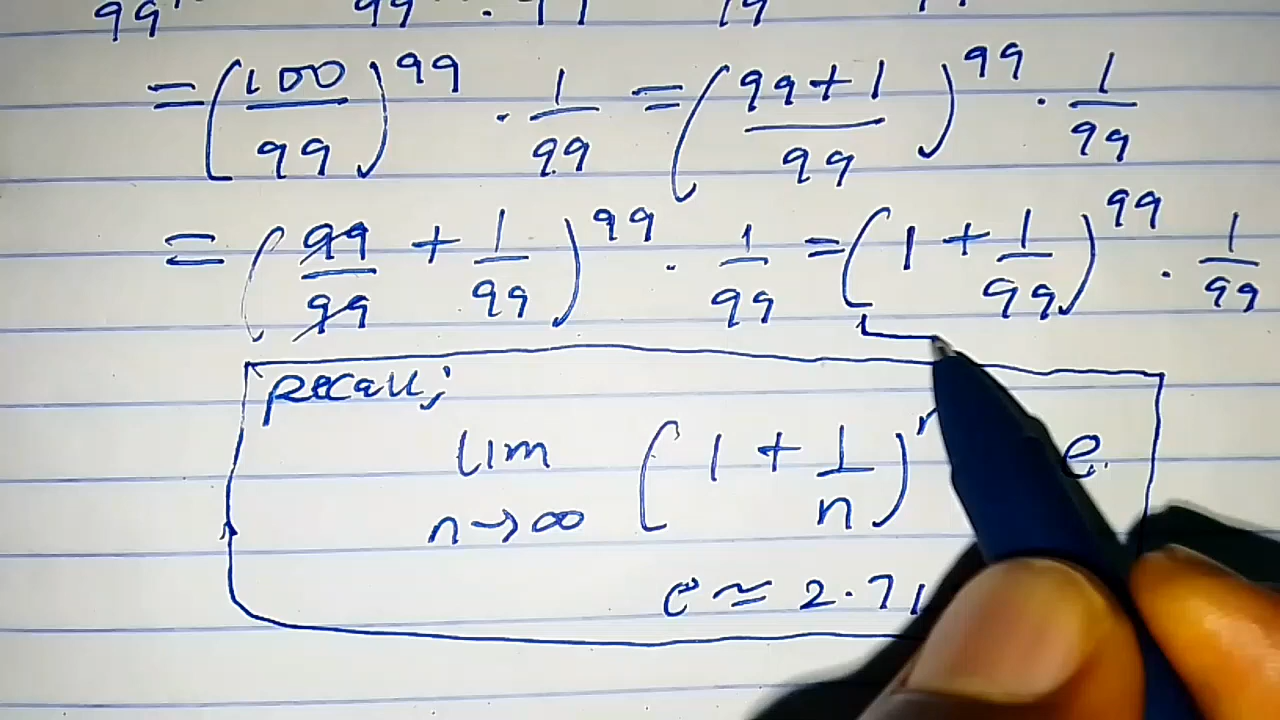 = (100/99)^99 · 1/99 = (99+1/99)^99 · 1/99
= (99/99 + 1/99)^99 · 1/99 = (1 + 1/99)^99 · 1/99
recall;
lim n→∞ (1 + 1/n)^n e.
e ≃ 2.71